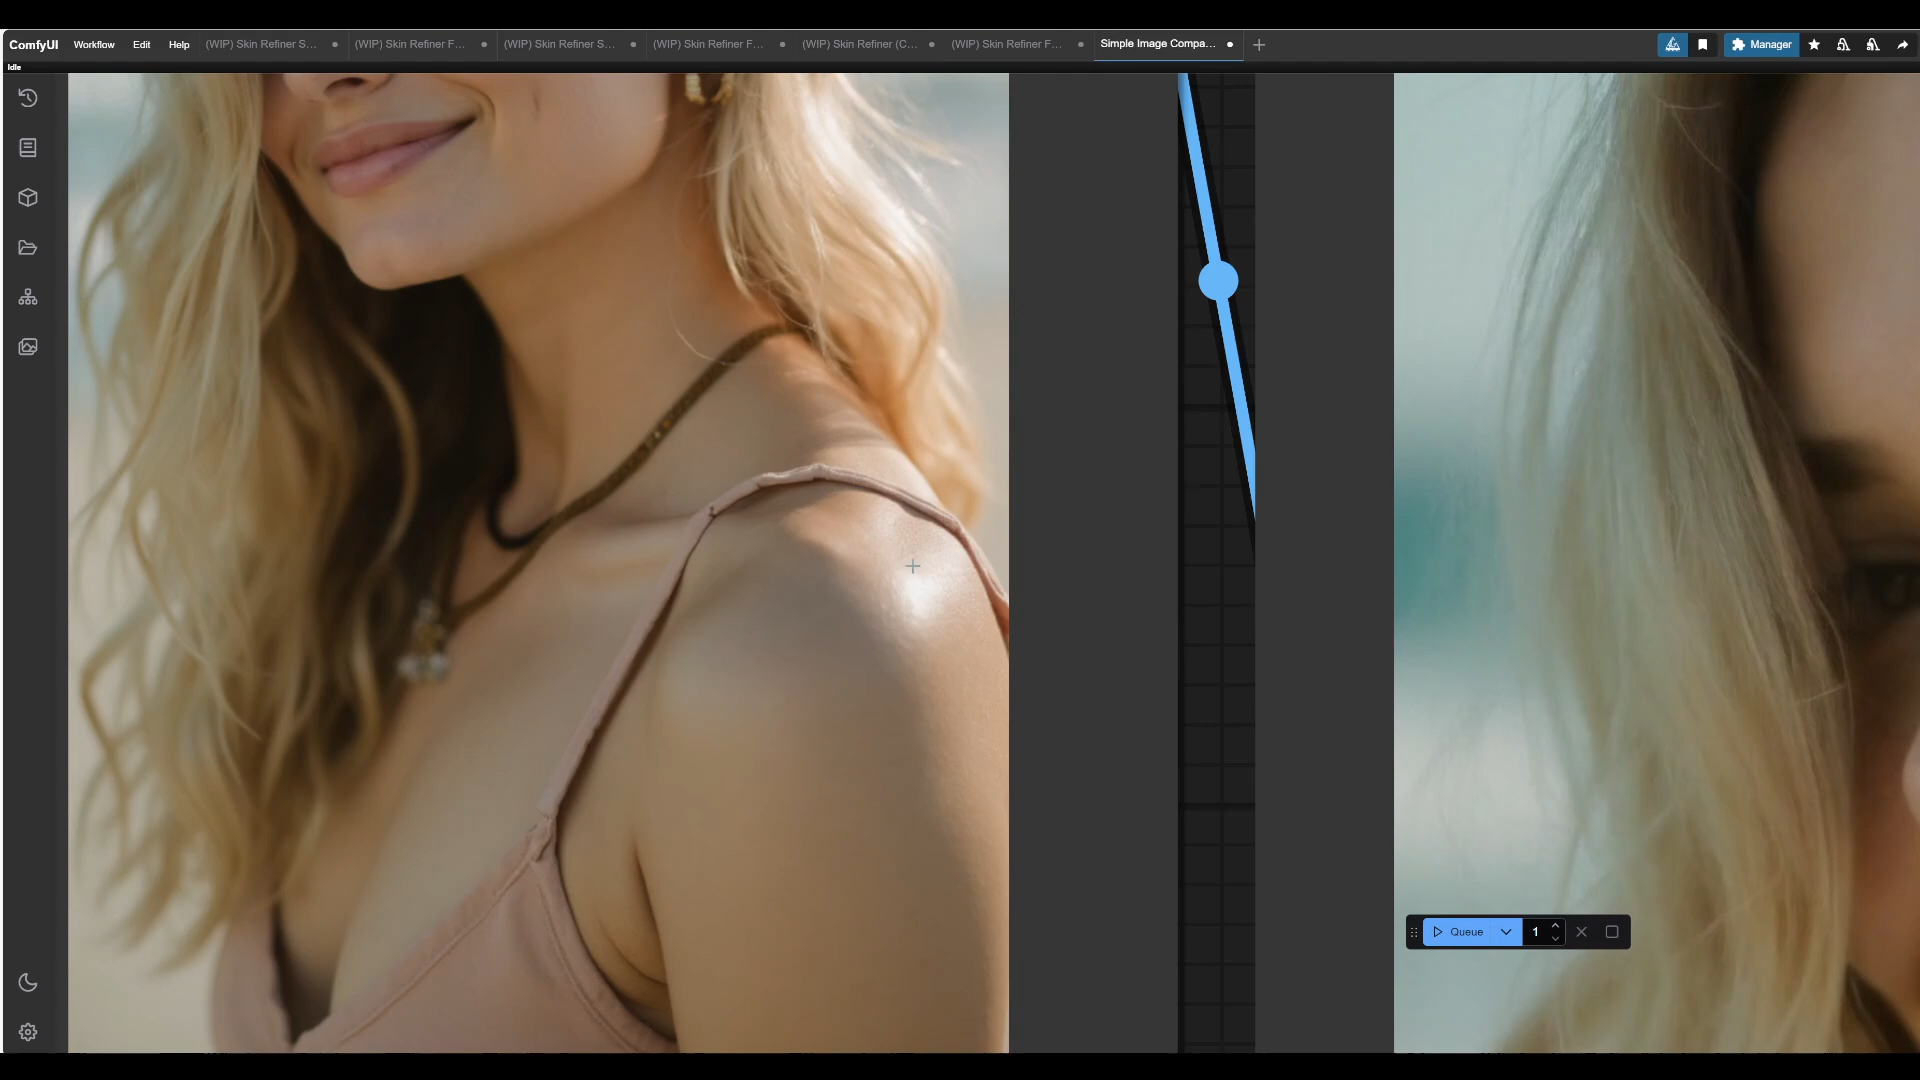 ComfyUI Workflow Edit Help (WIP) Skin Refiner S... (WIP) Skin Refiner F... (WIP) Skin Refiner S... (WIP) Skin Refiner F... (WIP) Skin Refiner (C... (WIP) Skin Refiner F... Simple Image Compa... Manager
Idle
Queue 1